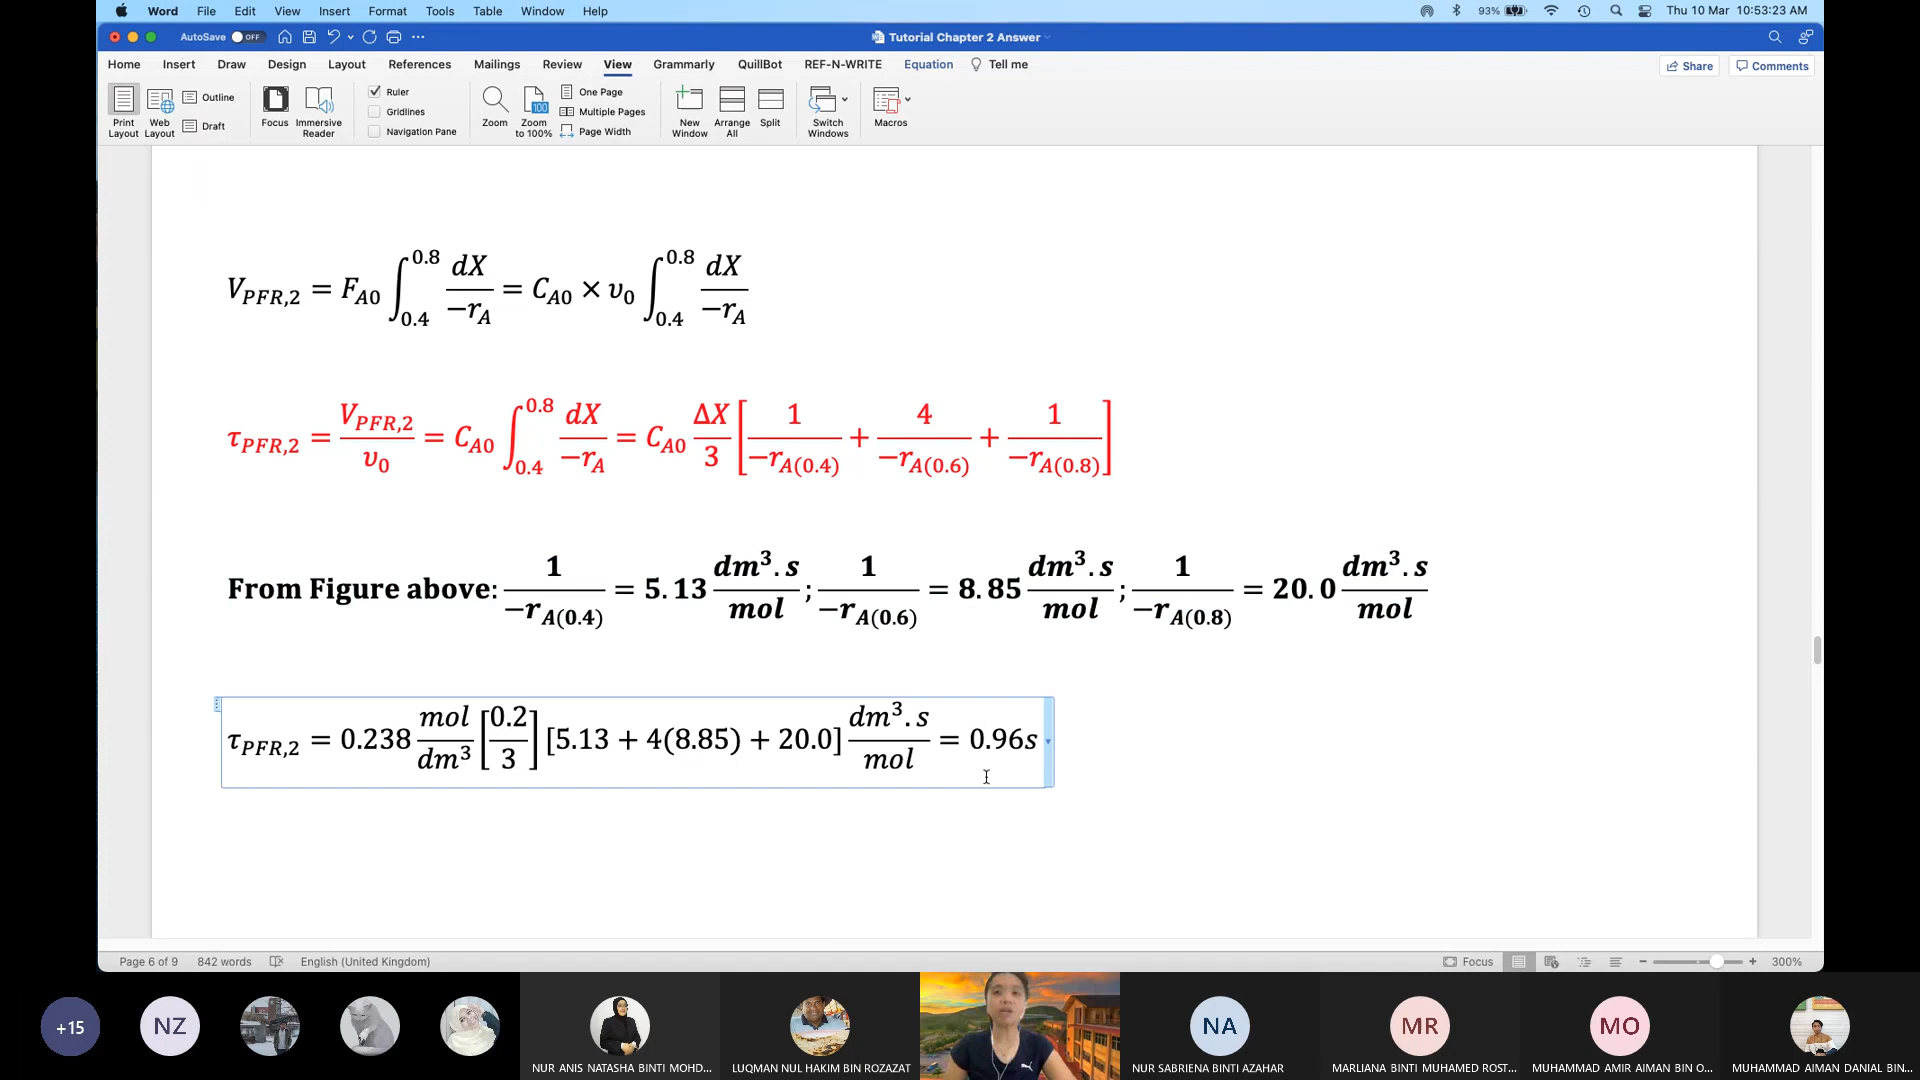 Word File Edit View Insert Format Tools Table Window Help 93% Thu 10 Mar 10:53:23 AM
AutoSave OFF Tutorial Chapter 2 Answer
Home Insert Draw Design Layout References Mailings Review View Grammarly QuillBot REF-N-WRITE Equation Tell me Share Comments
Print Layout Web Layout Outline Draft Focus Immersive Reader Ruler Gridlines Navigation Pane Zoom Zoom to 100% 100 One Page Multiple Pages Page Width New Window Arrange All Split Switch Windows Macros
V_{PFR,2} = F_{A0} ∫_{0.4}^{0.8} dX/−r_A = C_{A0} × υ_0 ∫_{0.4}^{0.8} dX/−r_A
τ_{PFR,2} = V_{PFR,2}/υ_0 = C_{A0} ∫_{0.4}^{0.8} dX/−r_A = C_{A0} ΔX/3 [1/−r_{A(0.4)} + 4/−r_{A(0.6)} + 1/−r_{A(0.8)}]
From Figure above: 1/−r_{A(0.4)} = 5.13 dm³.s/mol; 1/−r_{A(0.6)} = 8.85 dm³.s/mol; 1/−r_{A(0.8)} = 20.0 dm³.s/mol
τ_{PFR,2} = 0.238 mol/dm³ [0.2/3] [5.13 + 4(8.85) + 20.0] dm³.s/mol = 0.96s
Page 6 of 9 842 words English (United Kingdom) Focus 300%
+15 NZ NA MR MO
NUR ANIS NATASHA BINTI MOHD... LUQMAN NUL HAKIM BIN ROZAZAT NUR SABRIENA BINTI AZAHAR MARLIANA BINTI MUHAMED ROST... MUHAMMAD AMIR AIMAN BIN O... MUHAMMAD AIMAN DANIAL BIN...